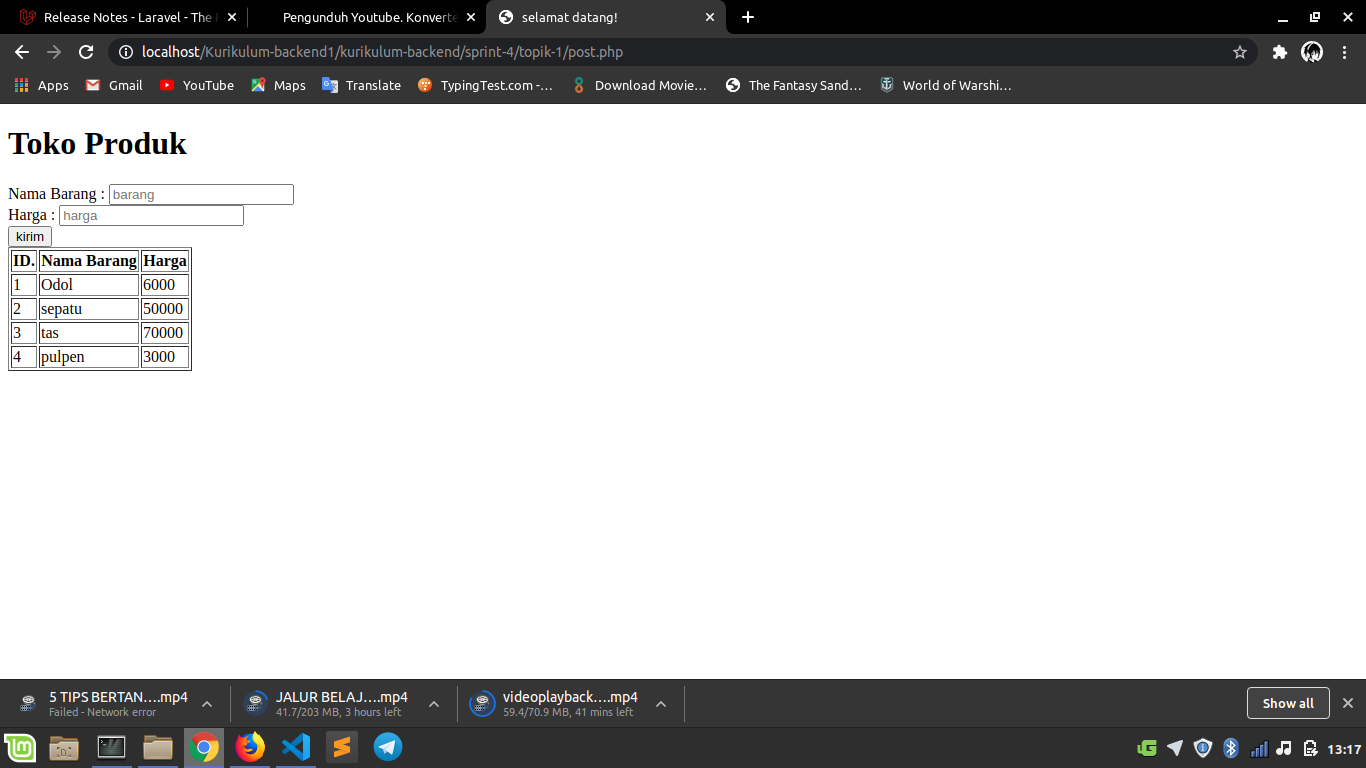 Release Notes - Laravel - The
Pengunduh Youtube. Konverte
selamat datang!
localhost/Kurikulum-backend1/kurikulum-backend/sprint-4/topik-1/post.php
Apps
Gmail
YouTube
Maps
Translate
TypingTest.com -…
Download Movie…
The Fantasy Sand…
World of Warshi…
Toko Produk
Nama Barang : barang
Harga : harga
kirim
ID. Nama Barang Harga
1 Odol 6000
2 sepatu 50000
3 tas 70000
4 pulpen 3000
5 TIPS BERTAN….mp4
Failed - Network error
JALUR BELAJ….mp4
41.7/203 MB, 3 hours left
videoplayback….mp4
59.4/70.9 MB, 41 mins left
Show all
13:17